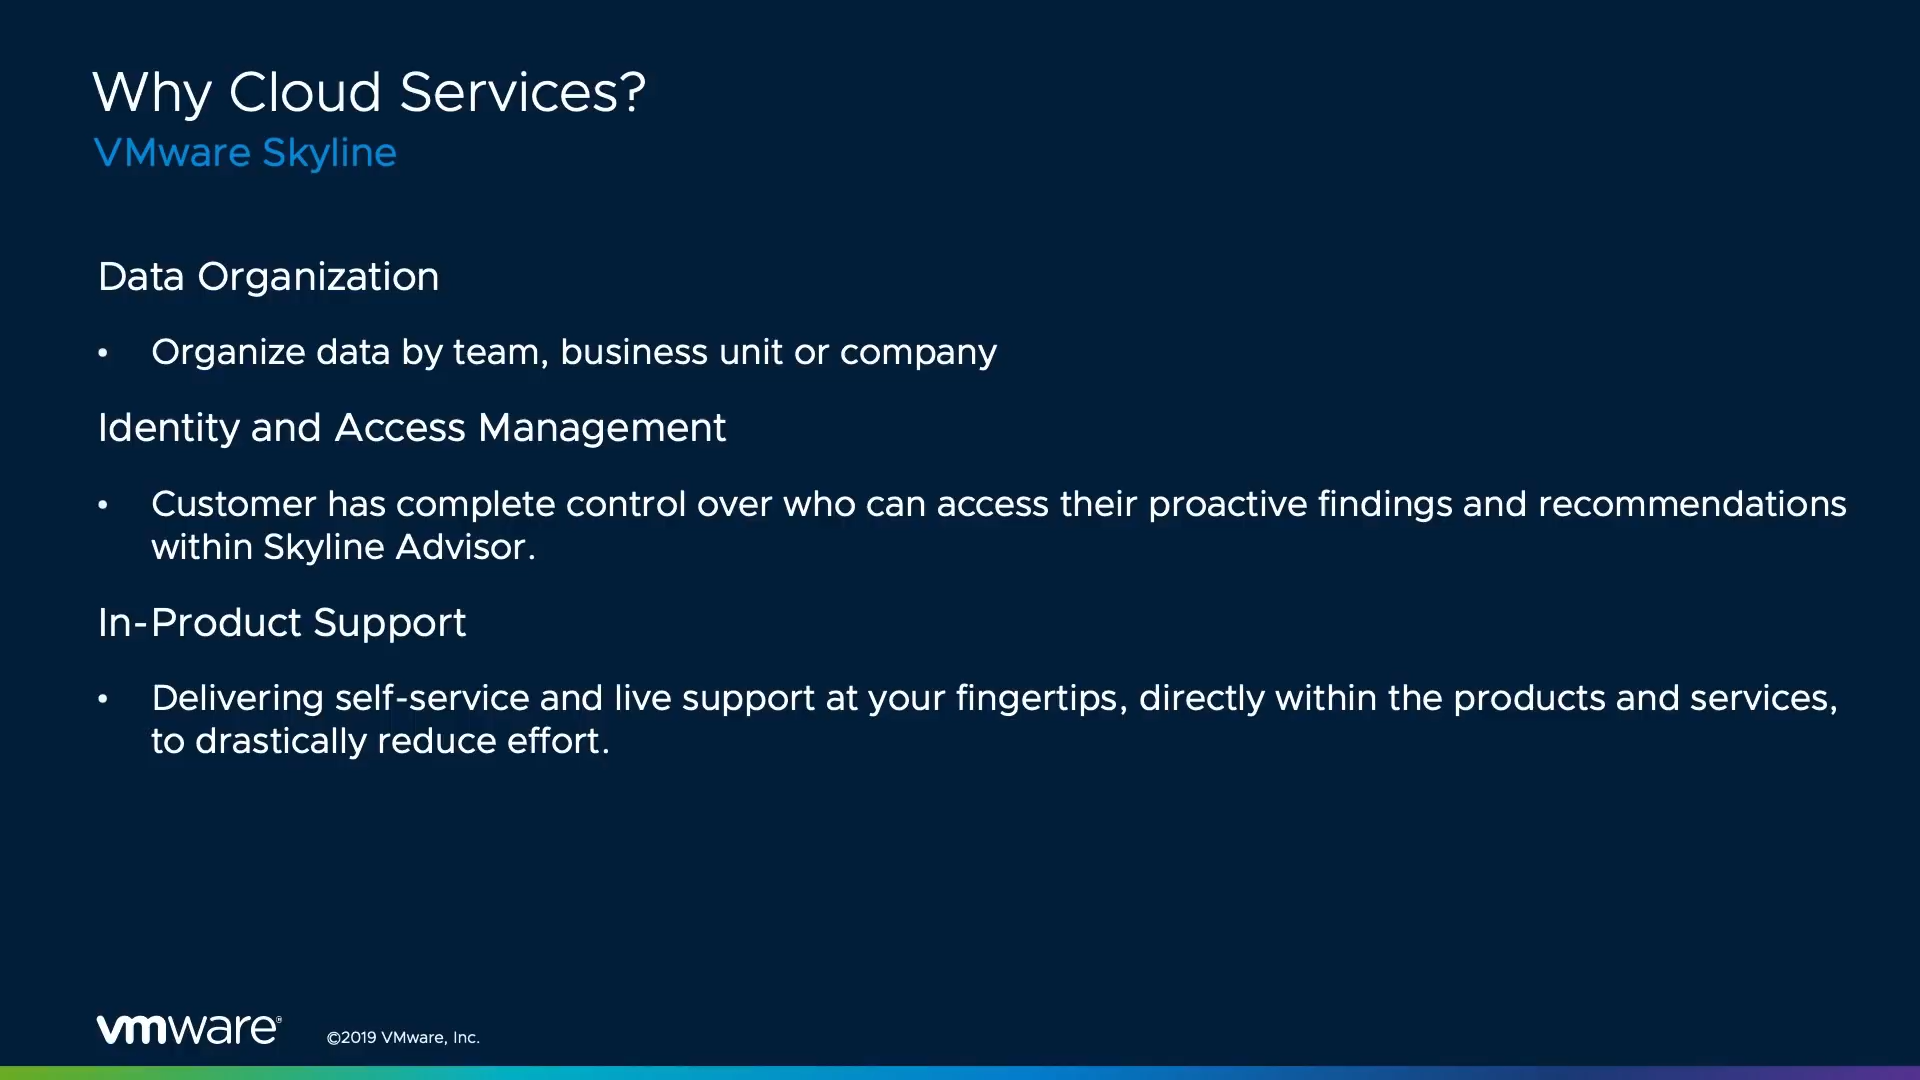 Why Cloud Services?
VMware Skyline
Data Organization
• Organize data by team, business unit or company
Identity and Access Management
• Customer has complete control over who can access their proactive findings and recommendations
within Skyline Advisor.
In-Product Support
• Delivering self-service and live support at your fingertips, directly within the products and services,
to drastically reduce effort.
vmware® ©2019 VMware, Inc.